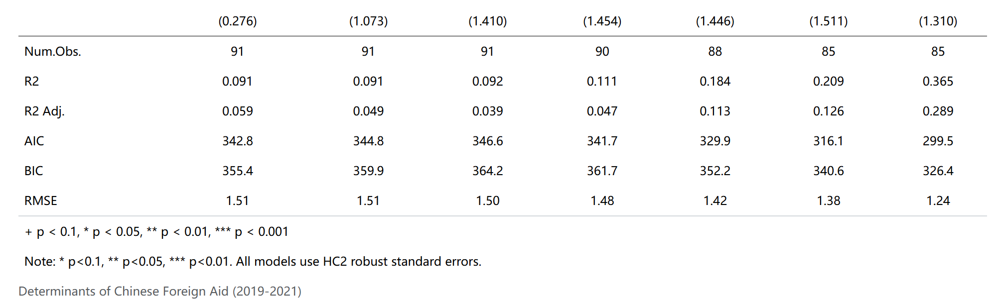 (0.276) (1.073) (1.410) (1.454) (1.446) (1.511) (1.310)
Num.Obs. 91 91 91 90 88 85 85
R2 0.091 0.091 0.092 0.111 0.184 0.209 0.365
R2 Adj. 0.059 0.049 0.039 0.047 0.113 0.126 0.289
AIC 342.8 344.8 346.6 341.7 329.9 316.1 299.5
BIC 355.4 359.9 364.2 361.7 352.2 340.6 326.4
RMSE 1.51 1.51 1.50 1.48 1.42 1.38 1.24
+ p < 0.1, * p < 0.05, ** p < 0.01, *** p < 0.001
Note: * p<0.1, ** p<0.05, *** p<0.01. All models use HC2 robust standard errors.
Determinants of Chinese Foreign Aid (2019-2021)